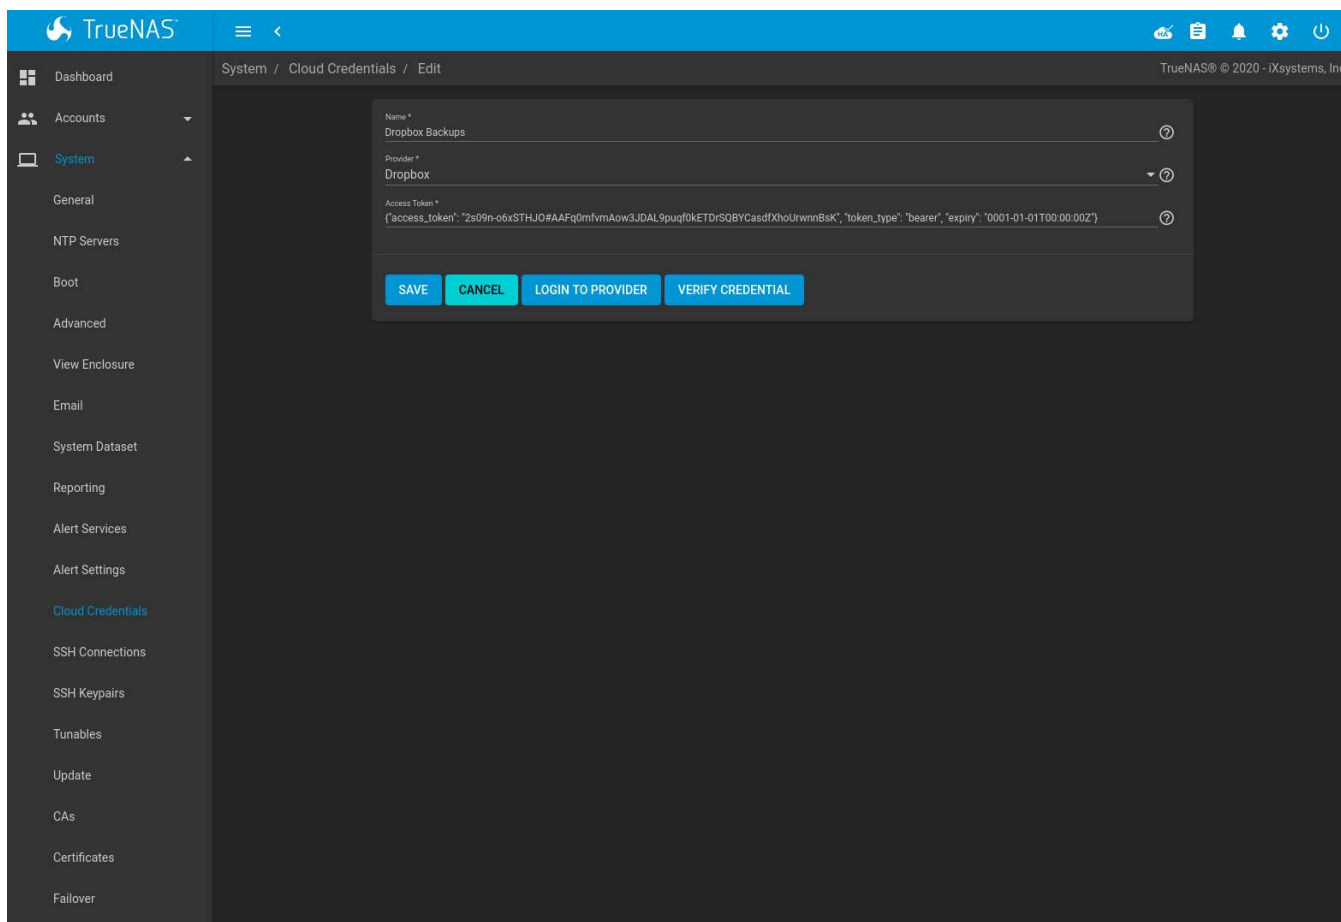 TrueNAS™
HA
Dashboard
System / Cloud Credentials / Edit
TrueNAS® © 2020 - iXsystems, Inc
Accounts
System
General
NTP Servers
Boot
Advanced
View Enclosure
Email
System Dataset
Reporting
Alert Services
Alert Settings
Cloud Credentials
SSH Connections
SSH Keypairs
Tunables
Update
CAs
Certificates
Failover
Name *
Dropbox Backups
Provider *
Dropbox
Access Token *
{"access_token": "2s09n-o6xSTHJO#AAFq0mfvmAow3JDAL9puqf0kETDrSQBYCasdfXhoUrwnnBsK", "token_type": "bearer", "expiry": "0001-01-01T00:00:00Z"}
SAVE CANCEL LOGIN TO PROVIDER VERIFY CREDENTIAL